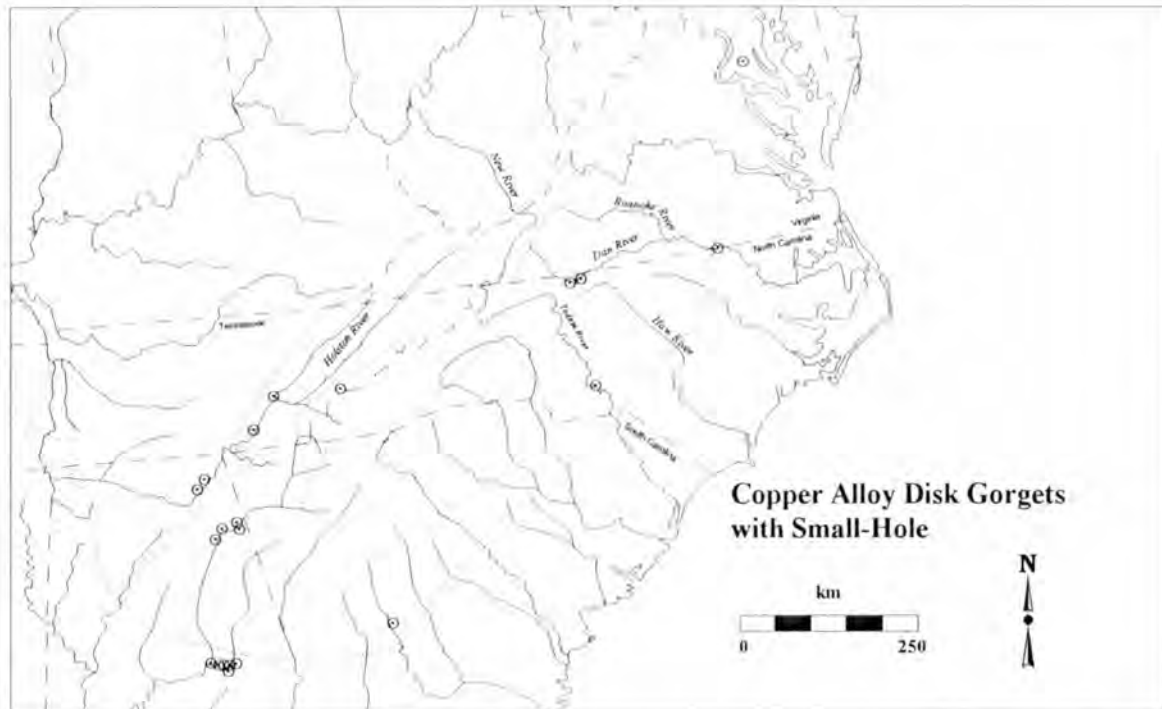 New River
Roanoke River
Virginia
North Carolina
Dan River
Tennessee
Holston River
Yadkin River
Haw River
South Carolina
Copper Alloy Disk Gorgets
with Small-Hole
N
km
0 250